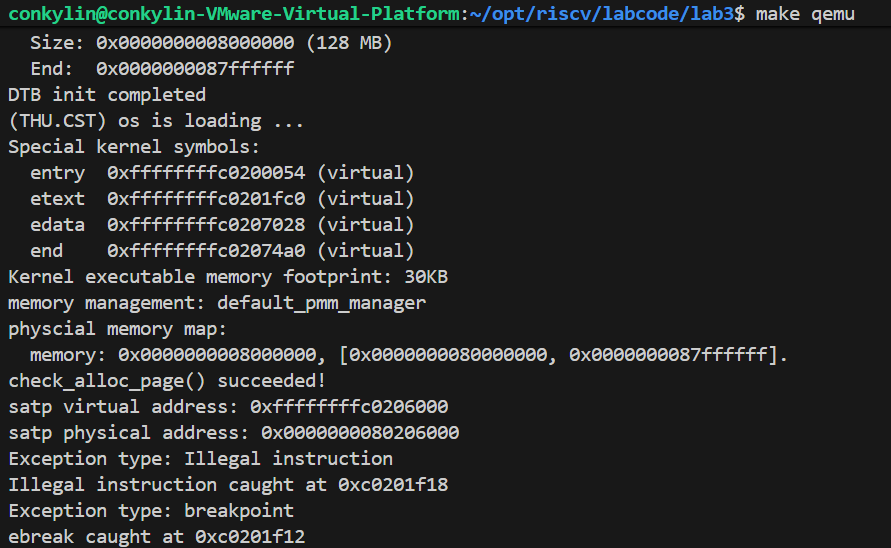 conkylin@conkylin-VMware-Virtual-Platform:~/opt/riscv/labcode/lab3$ make qemu
  Size: 0x0000000008000000 (128 MB)
  End:  0x0000000087ffffff
DTB init completed
(THU.CST) os is loading ...
Special kernel symbols:
  entry  0xffffffffc0200054 (virtual)
  etext  0xffffffffc0201fc0 (virtual)
  edata  0xffffffffc0207028 (virtual)
  end    0xffffffffc02074a0 (virtual)
Kernel executable memory footprint: 30KB
memory management: default_pmm_manager
physcial memory map:
  memory: 0x0000000008000000, [0x0000000080000000, 0x0000000087ffffff].
check_alloc_page() succeeded!
satp virtual address: 0xffffffffc0206000
satp physical address: 0x0000000080206000
Exception type: Illegal instruction
Illegal instruction caught at 0xc0201f18
Exception type: breakpoint
ebreak caught at 0xc0201f12